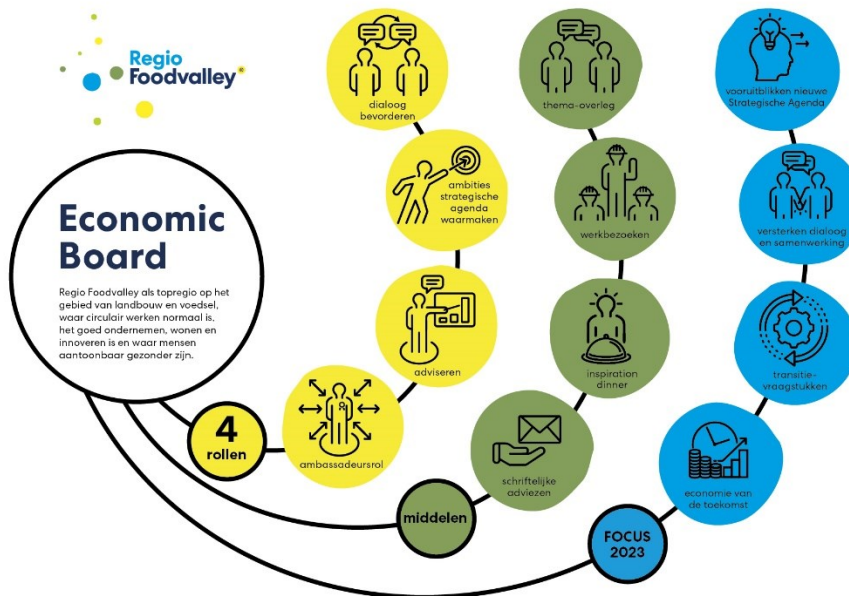 Regio
Foodvalley
Economic
Board
Regio Foodvalley als topregio op het
gebied van landbouw en voedsel,
waar circulair werken normaal is,
het goed ondernemen, wonen en
innoveren is en waar mensen
aantoonbaar gezonder zijn.
4
rollen
ambassadeursrol
adviseren
ambities
strategische
agenda
waarmaken
dialoog
bevorderen
middelen
schriftelijke
adviezen
inspiration
dinner
werkbezoeken
thema-overleg
FOCUS
2023
economie van
de toekomst
transitie-
vraagstukken
versterken dialoog
en samenwerking
vooruitblikken nieuwe
Strategische Agenda